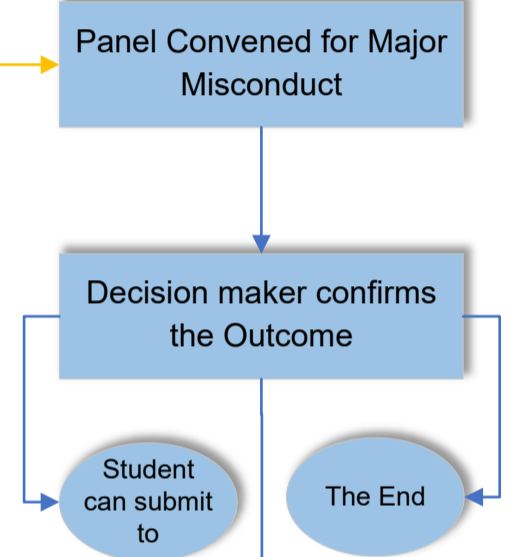 Panel Convened for Major
Misconduct
Decision maker confirms
the Outcome
Student
can submit
to
The End